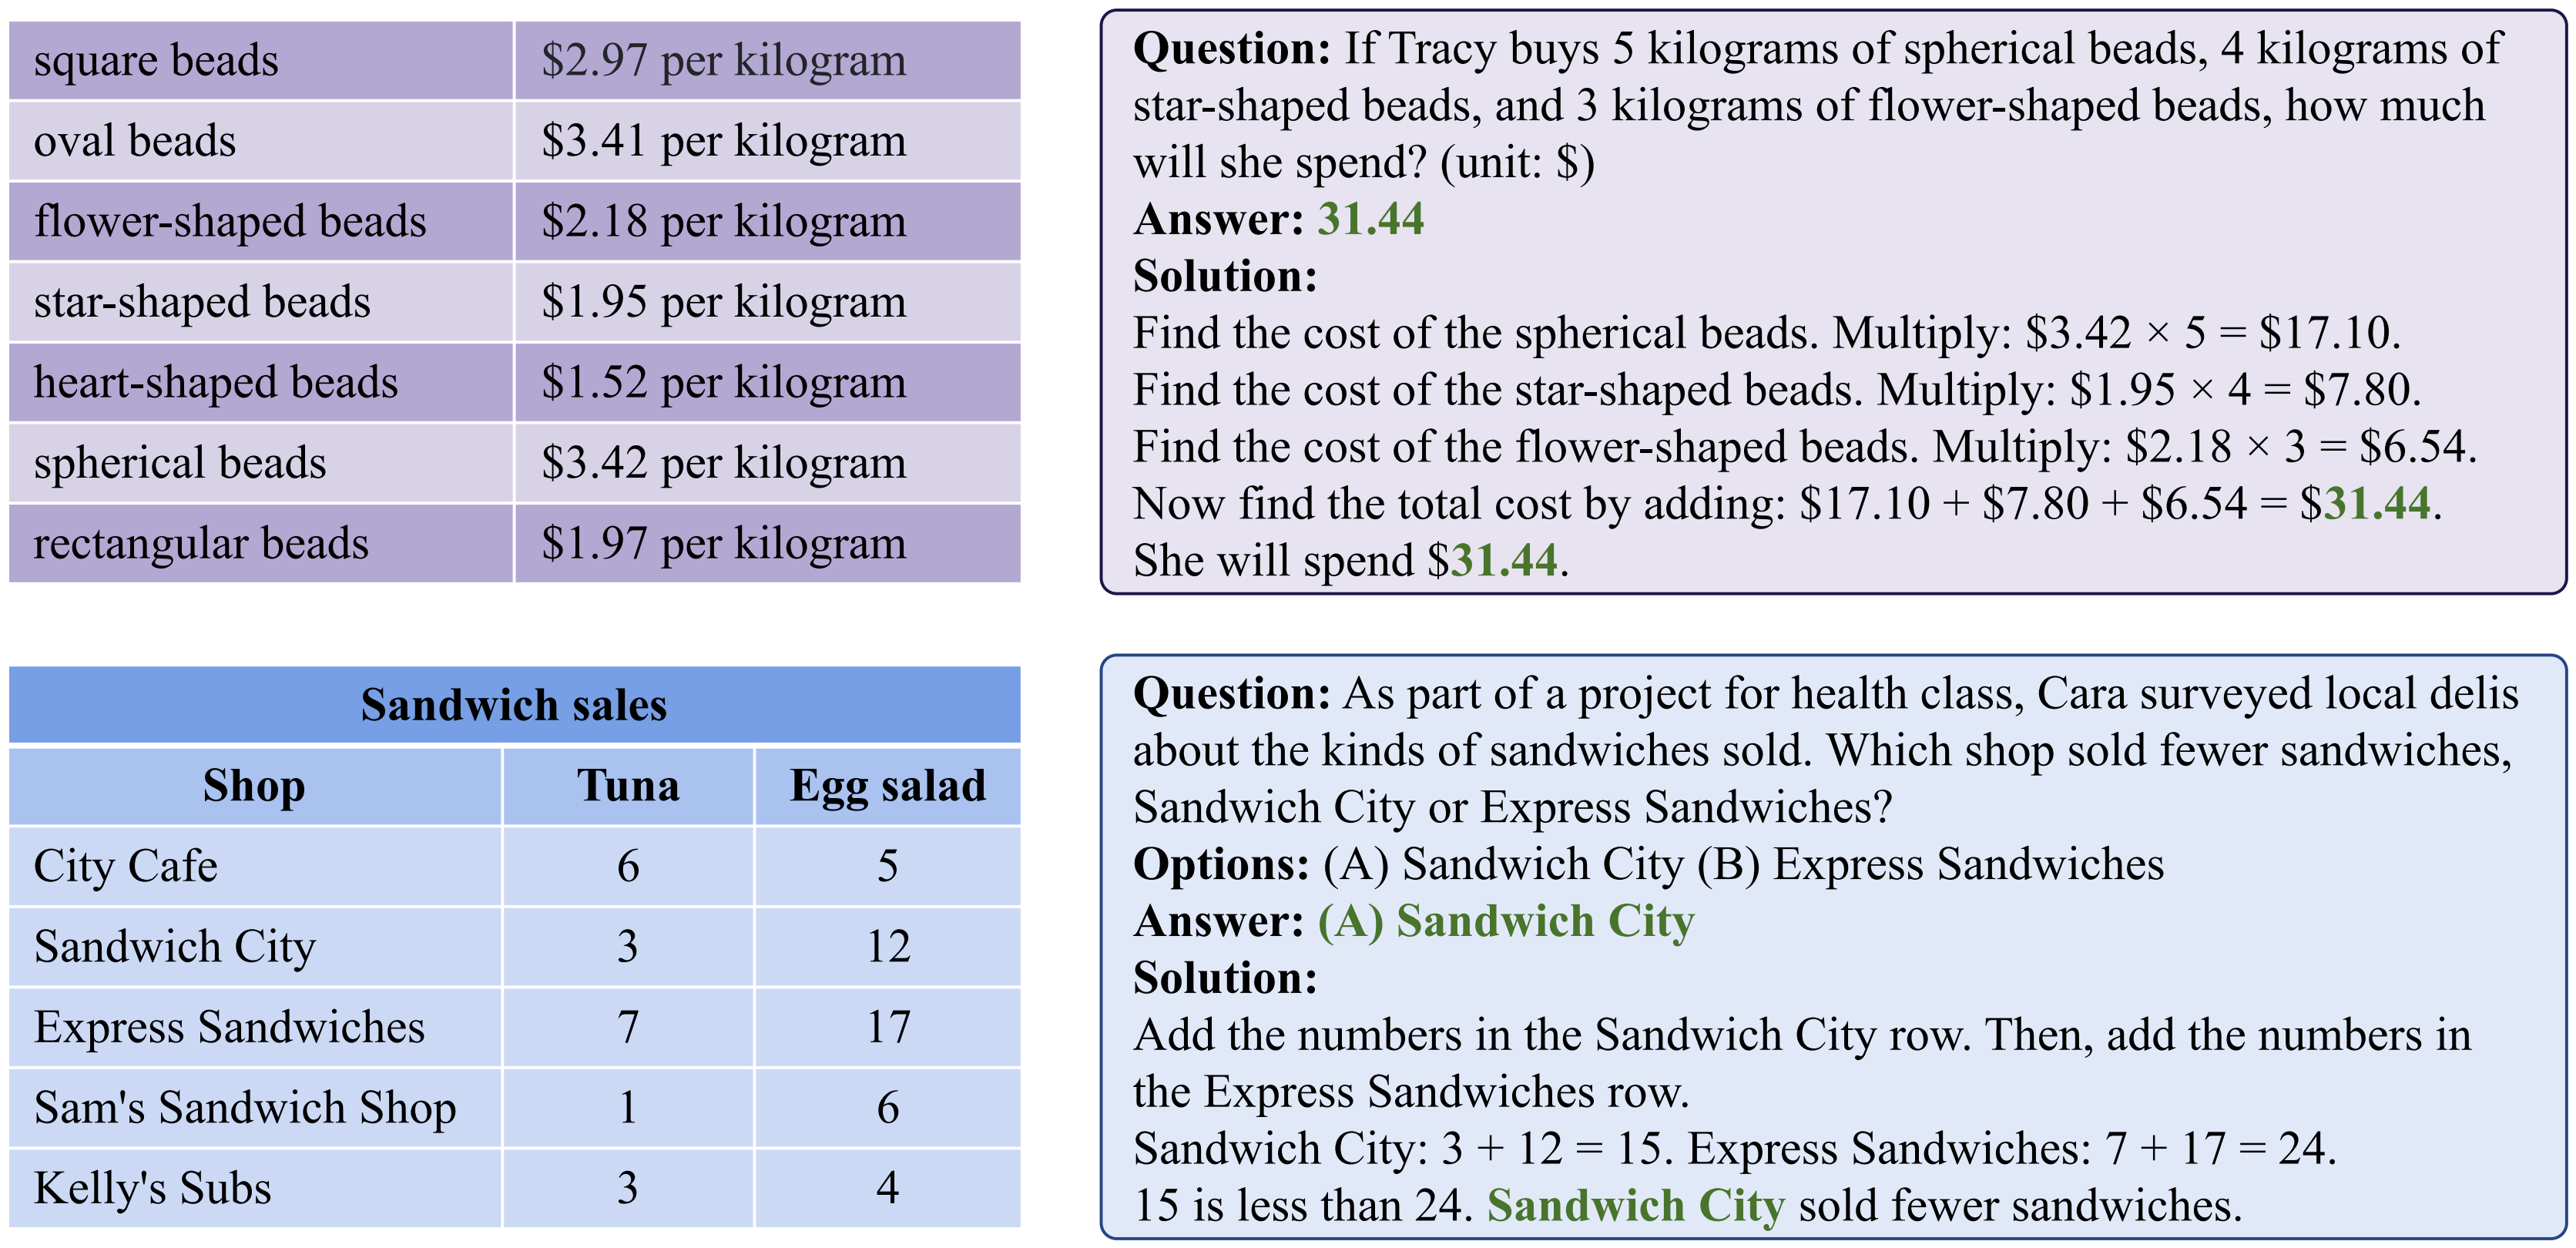 square beads $2.97 per kilogram
oval beads $3.41 per kilogram
flower-shaped beads $2.18 per kilogram
star-shaped beads $1.95 per kilogram
heart-shaped beads $1.52 per kilogram
spherical beads $3.42 per kilogram
rectangular beads $1.97 per kilogram
Question: If Tracy buys 5 kilograms of spherical beads, 4 kilograms of
star-shaped beads, and 3 kilograms of flower-shaped beads, how much
will she spend? (unit: $)
Answer: 31.44
Solution:
Find the cost of the spherical beads. Multiply: $3.42 × 5 = $17.10.
Find the cost of the star-shaped beads. Multiply: $1.95 × 4 = $7.80.
Find the cost of the flower-shaped beads. Multiply: $2.18 × 3 = $6.54.
Now find the total cost by adding: $17.10 + $7.80 + $6.54 = $31.44.
She will spend $31.44.
Sandwich sales
Shop Tuna Egg salad
City Cafe 6 5
Sandwich City 3 12
Express Sandwiches 7 17
Sam's Sandwich Shop 1 6
Kelly's Subs 3 4
Question: As part of a project for health class, Cara surveyed local delis
about the kinds of sandwiches sold. Which shop sold fewer sandwiches,
Sandwich City or Express Sandwiches?
Options: (A) Sandwich City (B) Express Sandwiches
Answer: (A) Sandwich City
Solution:
Add the numbers in the Sandwich City row. Then, add the numbers in
the Express Sandwiches row.
Sandwich City: 3 + 12 = 15. Express Sandwiches: 7 + 17 = 24.
15 is less than 24. Sandwich City sold fewer sandwiches.